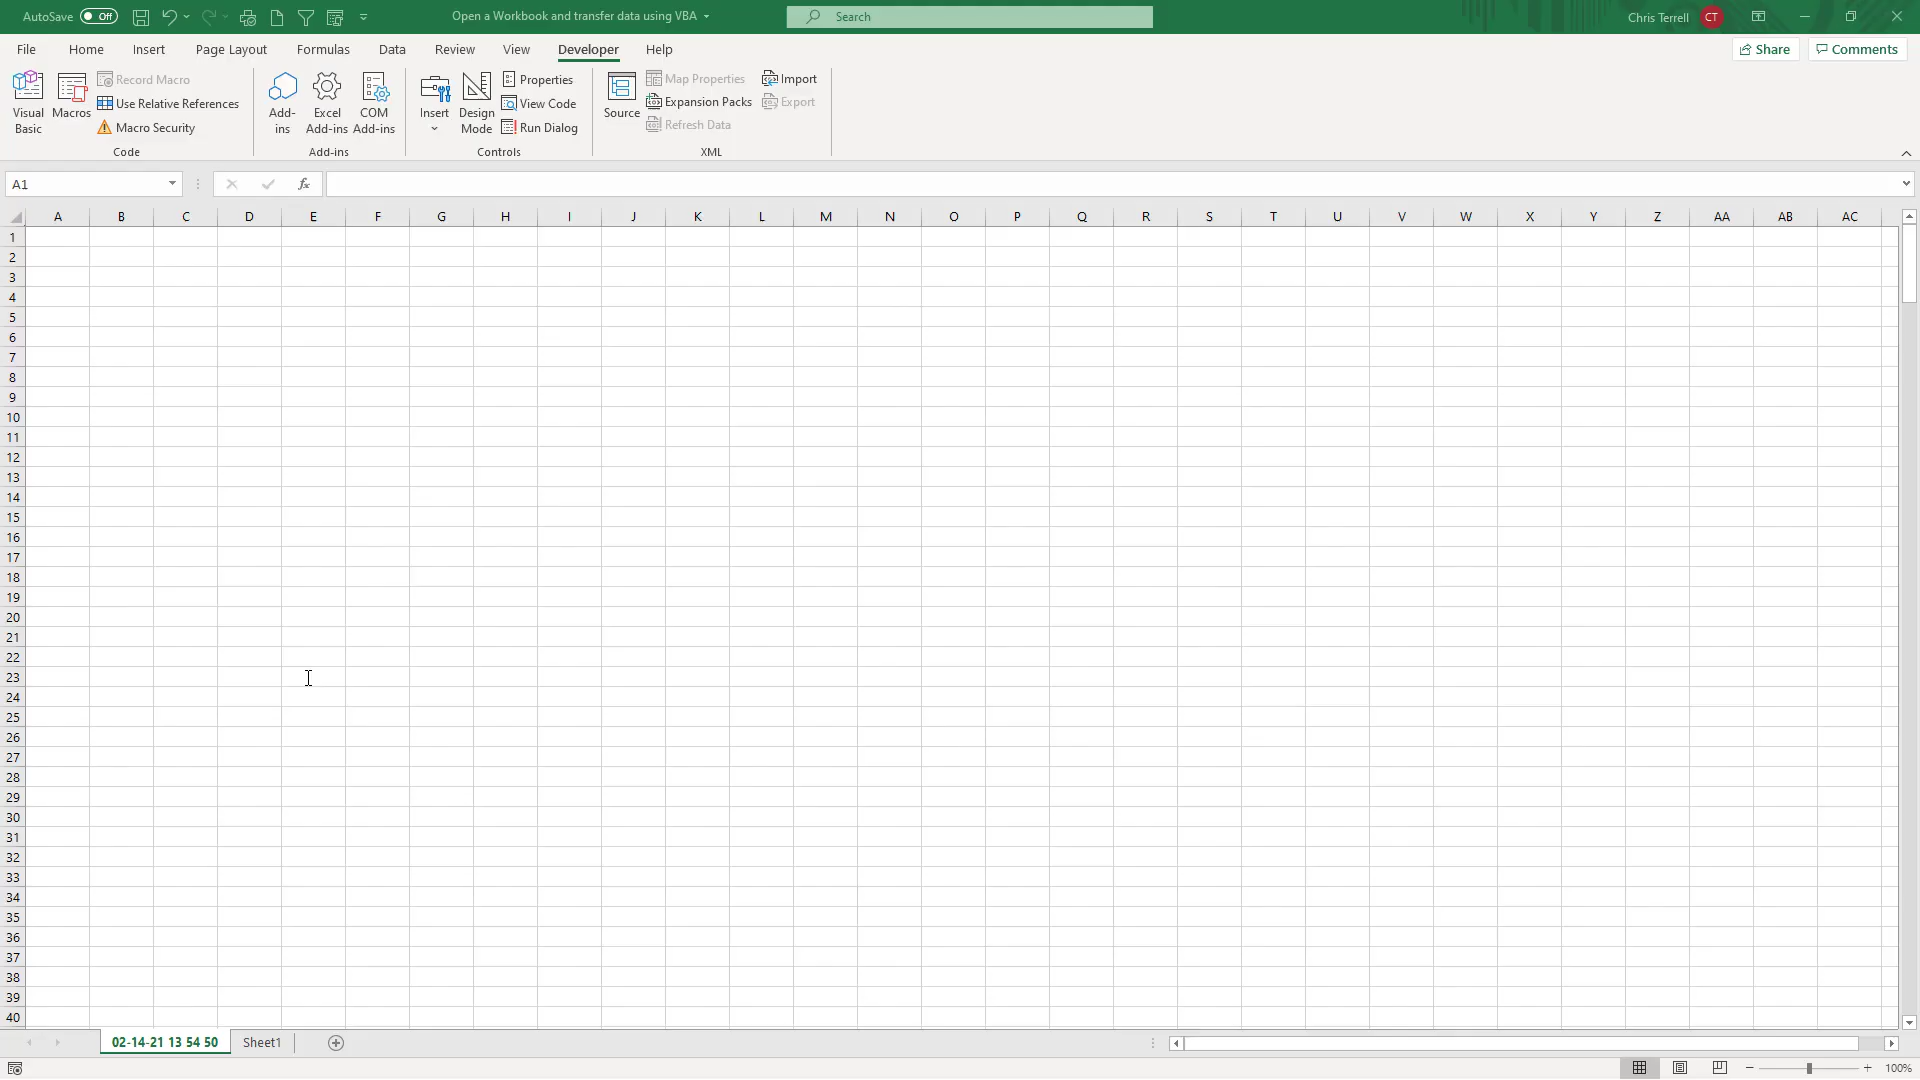 AutoSave Off Open a Workbook and transfer data using VBA Search Chris Terrell CT
File Home Insert Page Layout Formulas Data Review View Developer Help Share Comments
Visual Basic
Macros
Record Macro
Use Relative References
Macro Security
Code
Add-ins
Excel Add-ins
COM Add-ins
Add-ins
Insert
Design Mode
Properties
View Code
Run Dialog
Controls
Source
Map Properties
Expansion Packs
Refresh Data
Import
Export
XML
A1 fx
A B C D E F G H I J K L M N O P Q R S T U V W X Y Z AA AB AC
1
2
3
4
5
6
7
8
9
10
11
12
13
14
15
16
17
18
19
20
21
22
23
24
25
26
27
28
29
30
31
32
33
34
35
36
37
38
39
40
02-14-21 13 54 50 Sheet1
100%